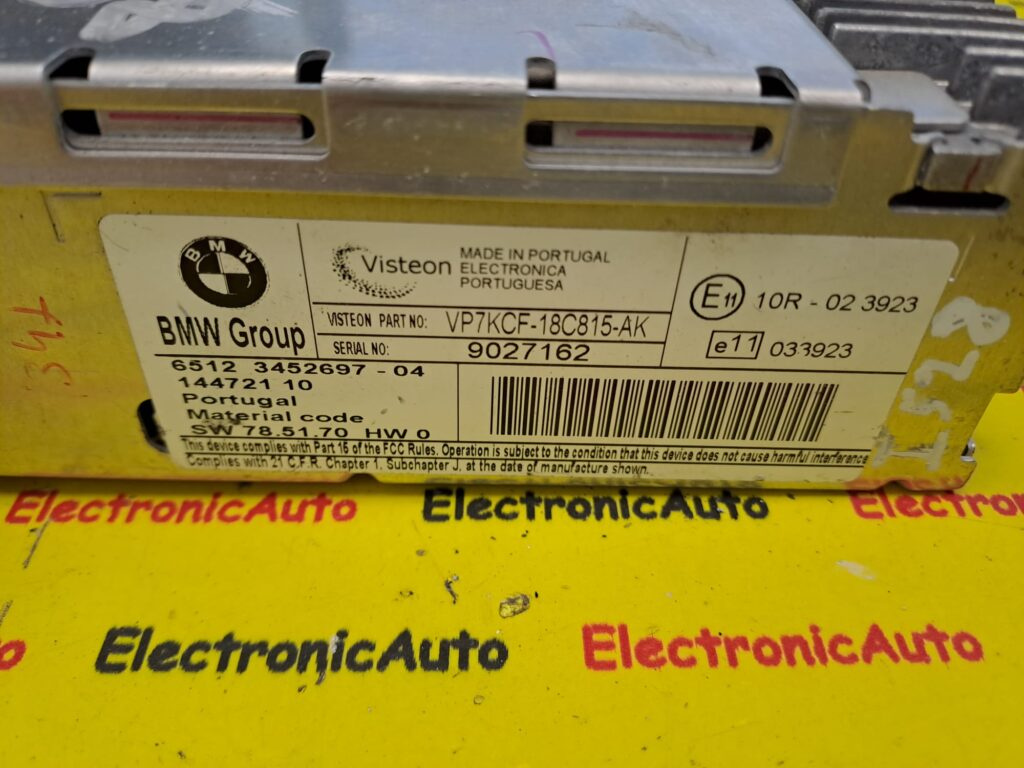 BMW
BMW Group
Visteon
MADE IN PORTUGAL
ELECTRONICA
PORTUGUESA
VISTEON PART NO: VP7KCF-18C815-AK
SERIAL NO: 9027162
E11 10R - 02 3923
e11 033923
6512 3452697 - 04
144721 10
Portugal
Material code
SW 78.51.70 HW 0
This device complies with Part 15 of the FCC Rules. Operation is subject to the condition that this device does not cause harmful interference
Complies with 21 C.F.R. Chapter 1, Subchapter J, at the date of manufacture shown.
ElectronicAuto ElectronicAuto ElectronicAuto
ElectronicAuto ElectronicAuto